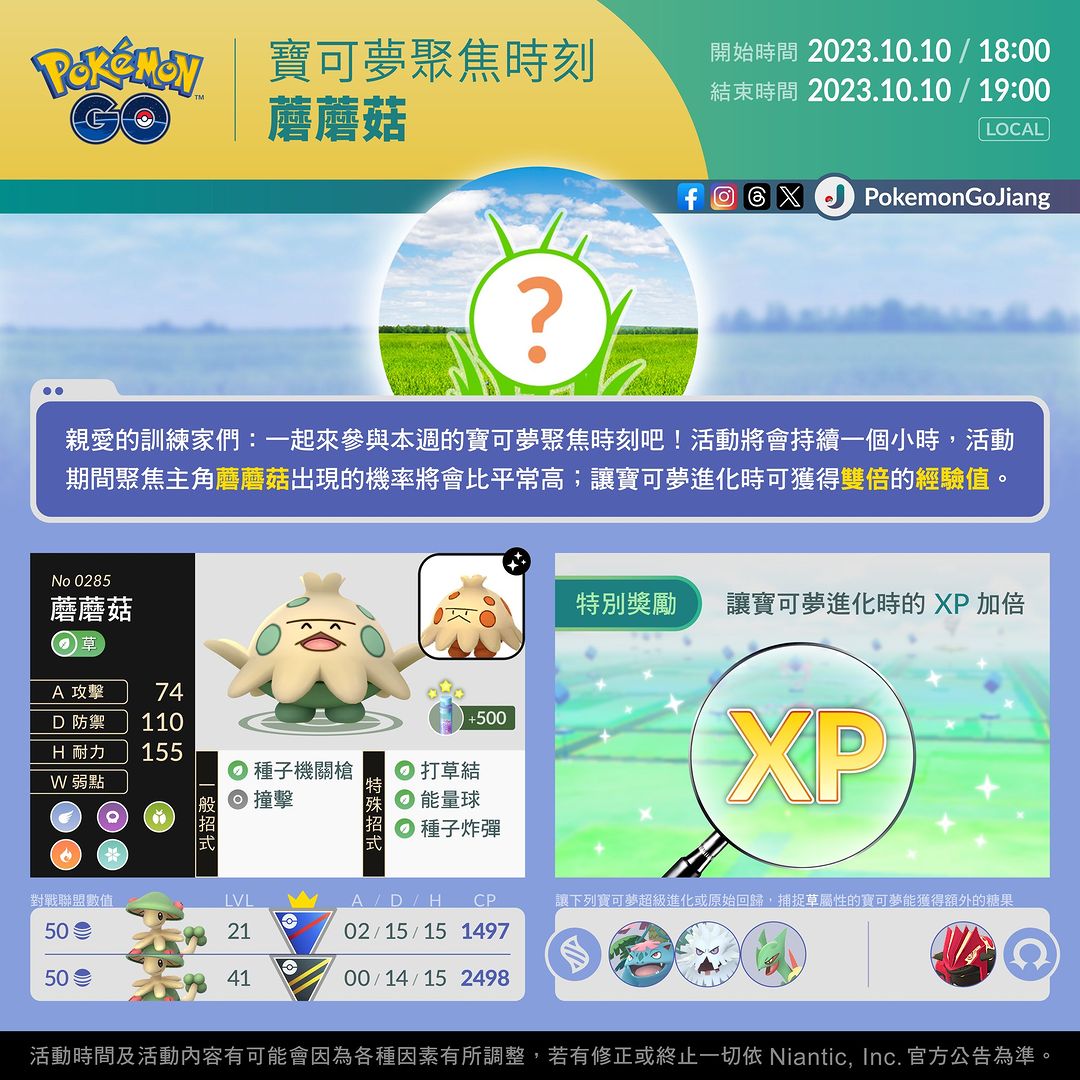 POKÉMON GO™
寶可夢聚焦時刻
蘑蘑菇
開始時間 2023.10.10 / 18:00
結束時間 2023.10.10 / 19:00
LOCAL
PokemonGoJiang
?
親愛的訓練家們：一起來參與本週的寶可夢聚焦時刻吧！活動將會持續一個小時，活動
期間聚焦主角蘑蘑菇出現的機率將會比平常高；讓寶可夢進化時可獲得雙倍的經驗值。
No 0285
蘑蘑菇
草
A 攻擊 74
D 防禦 110
H 耐力 155
W 弱點
+500
一般招式
種子機關槍
撞擊
特殊招式
打草結
能量球
種子炸彈
特別獎勵 讓寶可夢進化時的 XP 加倍
XP
對戰聯盟數值 LVL A / D / H CP
50 21 02 / 15 / 15 1497
50 41 00 / 14 / 15 2498
讓下列寶可夢超級進化或原始回歸，捕捉草屬性的寶可夢能獲得額外的糖果
活動時間及活動內容有可能會因為各種因素有所調整，若有修正或終止一切依 Niantic, Inc. 官方公告為準。